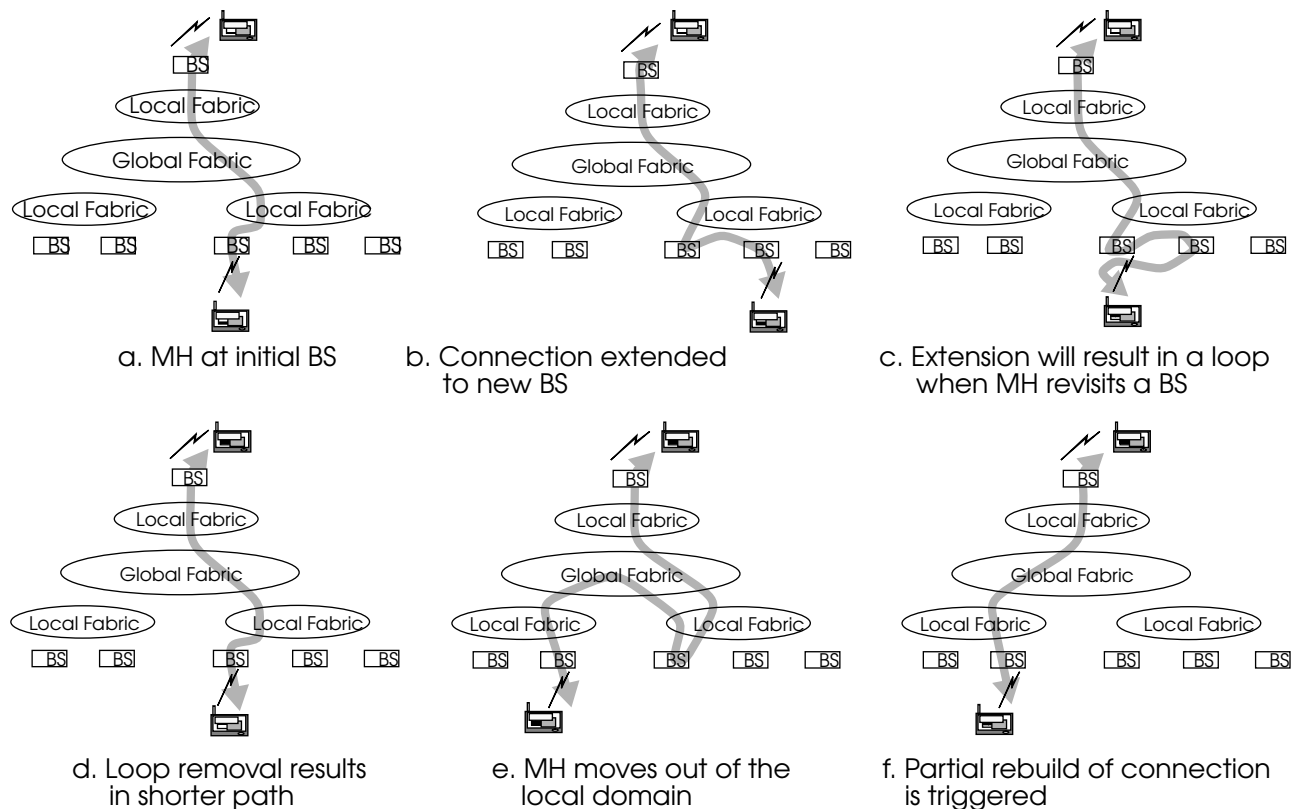 BS
Local Fabric
Global Fabric
Local Fabric
Local Fabric
BS
BS
BS
BS
BS
a. MH at initial BS
BS
Local Fabric
Global Fabric
Local Fabric
Local Fabric
BS
BS
BS
BS
BS
b. Connection extended
to new BS
BS
Local Fabric
Global Fabric
Local Fabric
Local Fabric
BS
BS
BS
BS
BS
c. Extension will result in a loop
when MH revisits a BS
BS
Local Fabric
Global Fabric
Local Fabric
Local Fabric
BS
BS
BS
BS
BS
d. Loop removal results
in shorter path
BS
Local Fabric
Global Fabric
Local Fabric
Local Fabric
BS
BS
BS
BS
BS
e. MH moves out of the
local domain
BS
Local Fabric
Global Fabric
Local Fabric
Local Fabric
BS
BS
BS
BS
BS
f. Partial rebuild of connection
is triggered